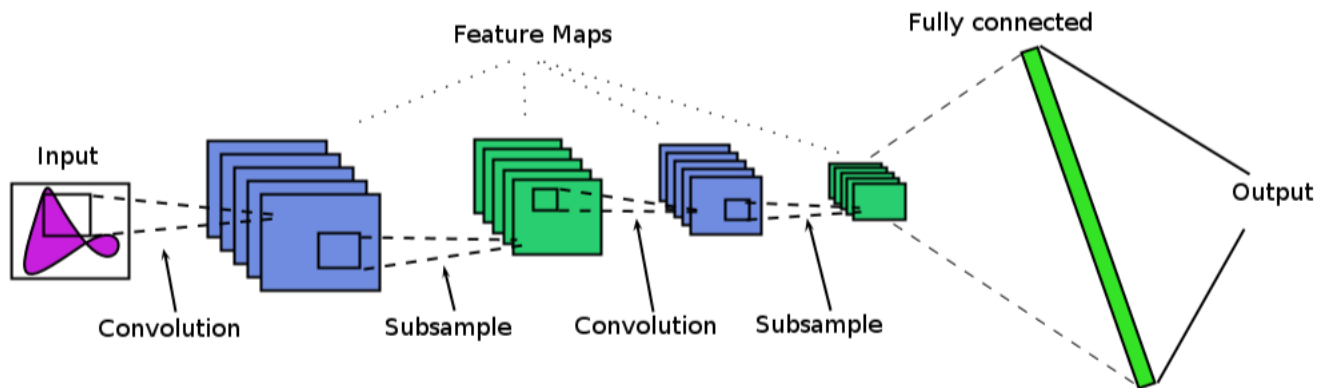 Fully connected
Feature Maps
Input
Output
Convolution
Subsample
Convolution
Subsample